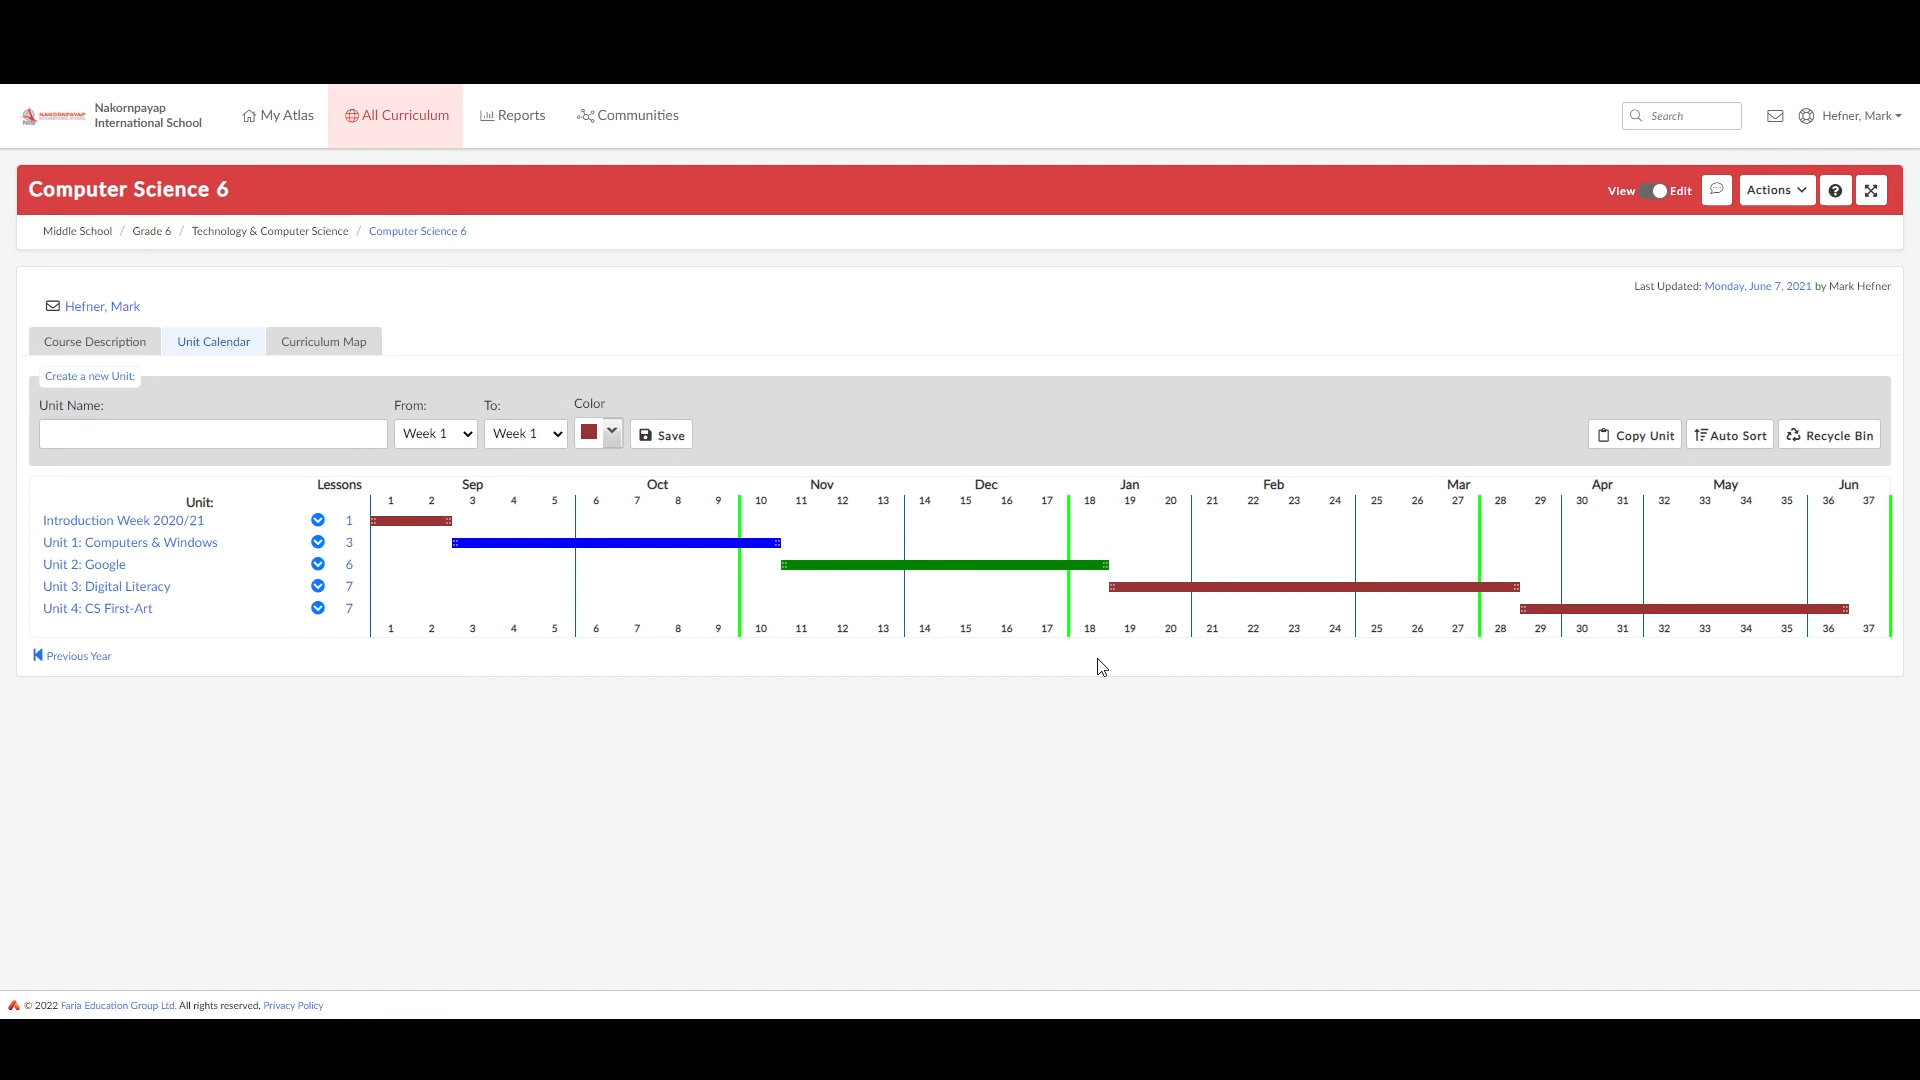 Nakornpayap
International School
NAKORNPAYAP
My Atlas
All Curriculum
Reports
Communities
Search
Hefner, Mark
Computer Science 6
View Edit
Actions
Middle School / Grade 6 / Technology & Computer Science / Computer Science 6
Last Updated: Monday, June 7, 2021 by Mark Hefner
Hefner, Mark
Course Description
Unit Calendar
Curriculum Map
Create a new Unit:
Unit Name:
From:
To:
Color
Week 1
Week 1
Save
Copy Unit
Auto Sort
Recycle Bin
Lessons Sep Oct Nov Dec Jan Feb Mar Apr May Jun
Unit: 1 2 3 4 5 6 7 8 9 10 11 12 13 14 15 16 17 18 19 20 21 22 23 24 25 26 27 28 29 30 31 32 33 34 35 36 37
Introduction Week 2020/21 1
Unit 1: Computers & Windows 3
Unit 2: Google 6
Unit 3: Digital Literacy 7
Unit 4: CS First-Art 7
1 2 3 4 5 6 7 8 9 10 11 12 13 14 15 16 17 18 19 20 21 22 23 24 25 26 27 28 29 30 31 32 33 34 35 36 37
Previous Year
© 2022 Faria Education Group Ltd. All rights reserved. Privacy Policy